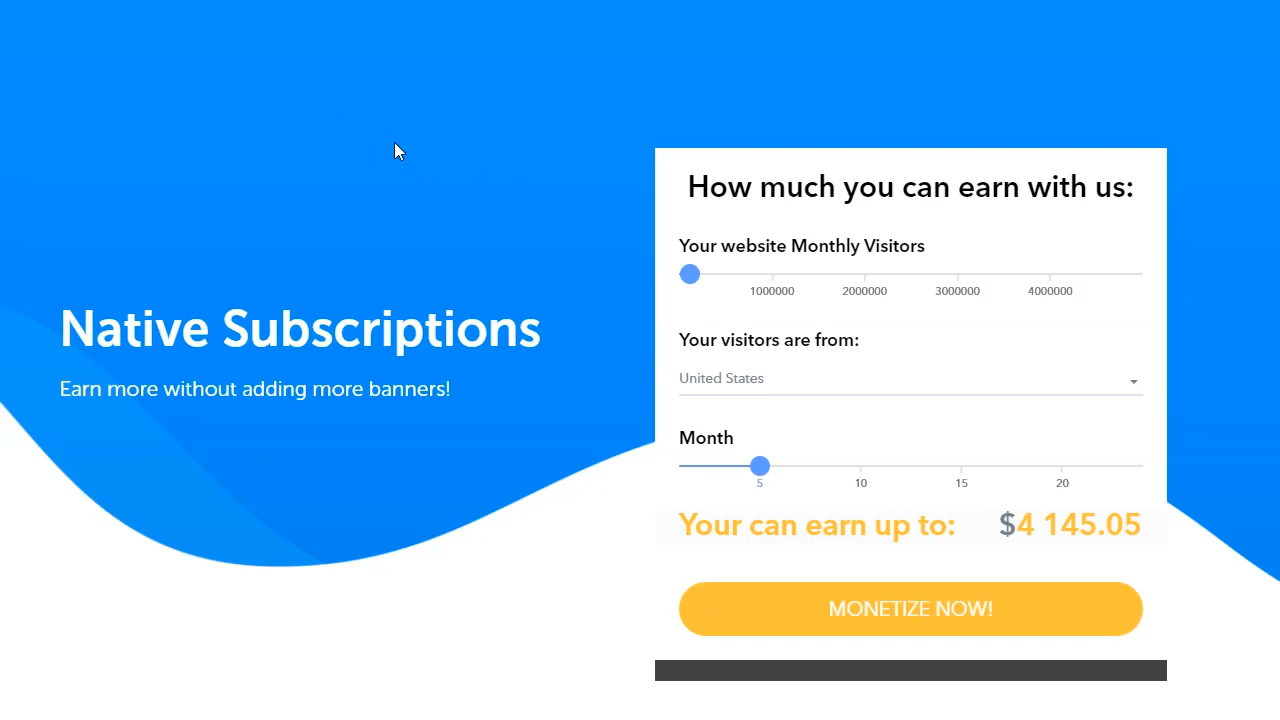 Native Subscriptions
Earn more without adding more banners!
How much you can earn with us:
Your website Monthly Visitors
1000000 2000000 3000000 4000000
Your visitors are from:
United States
Month
5 10 15 20
Your can earn up to: $4 145.05
MONETIZE NOW!